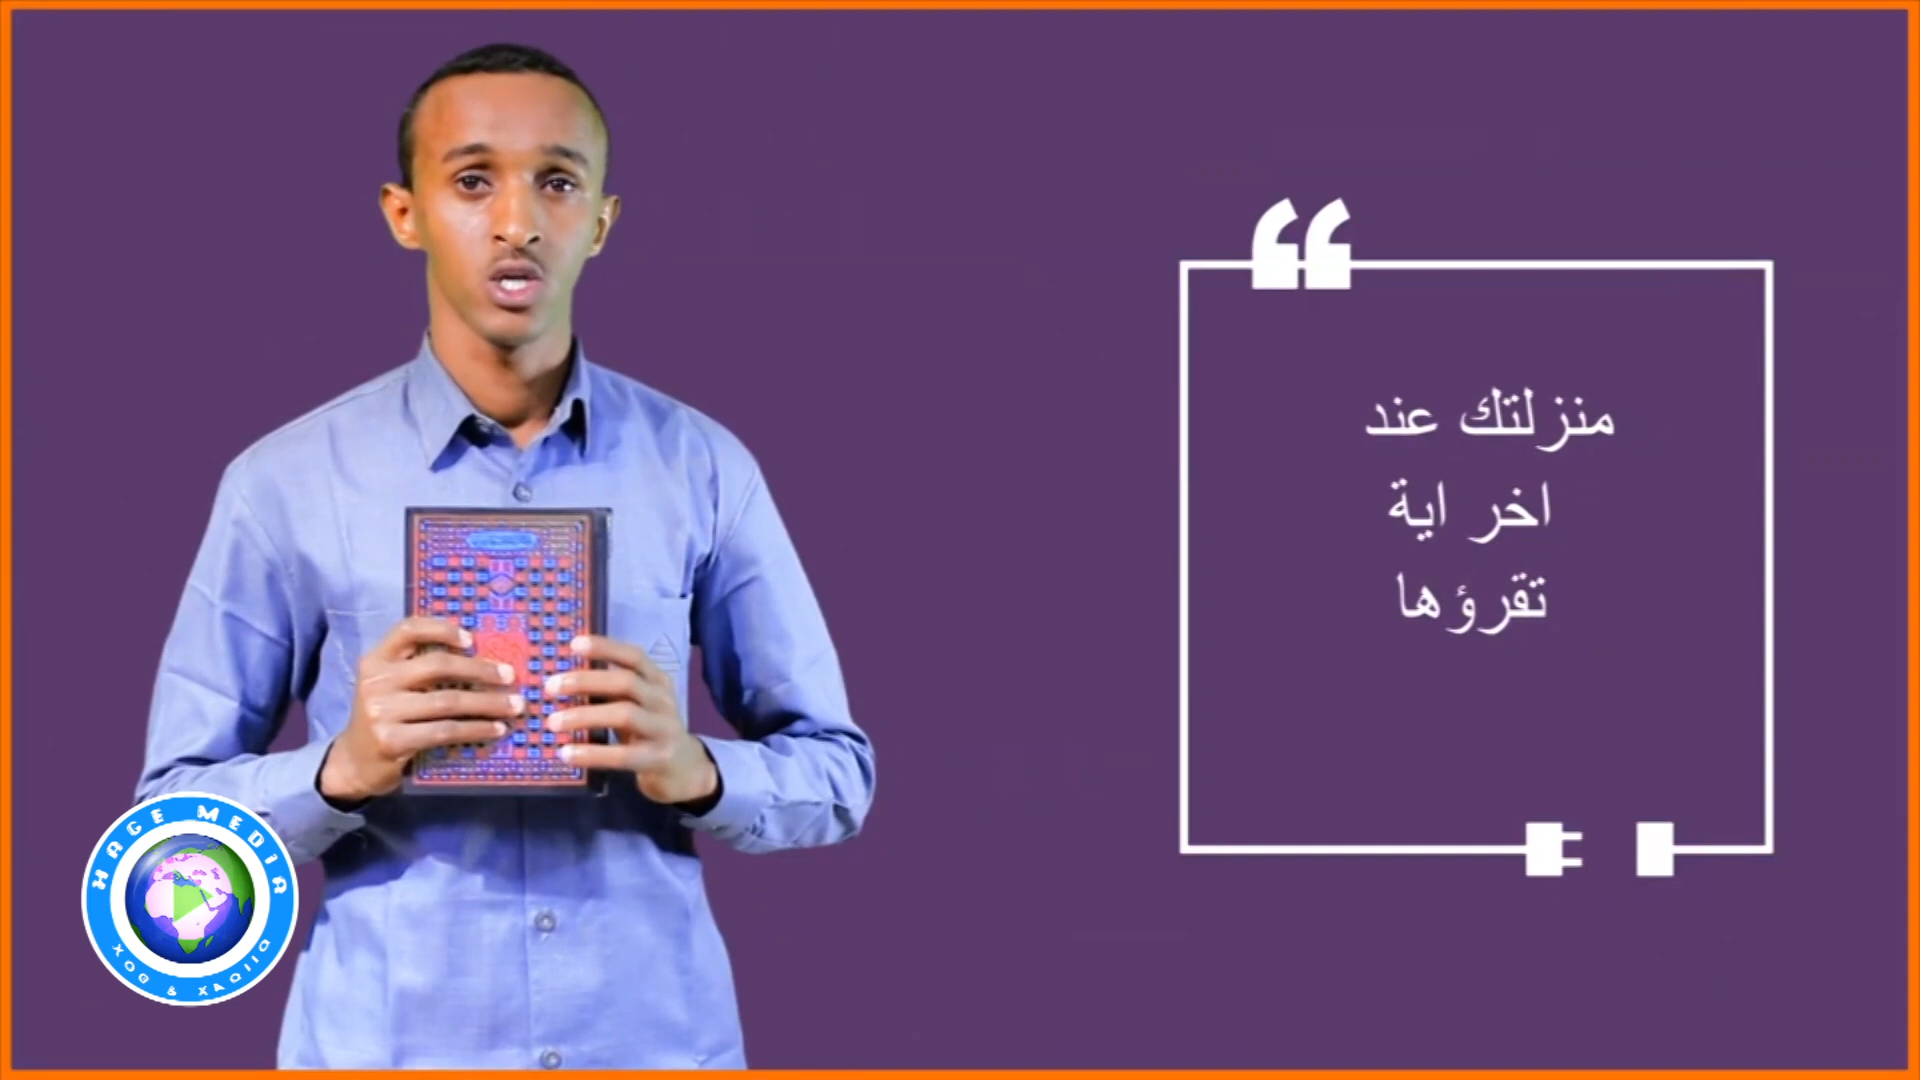 منزلتك عند
اخر اية
تقرؤها
HAGE MEDIA
XOG & XAQIIQ